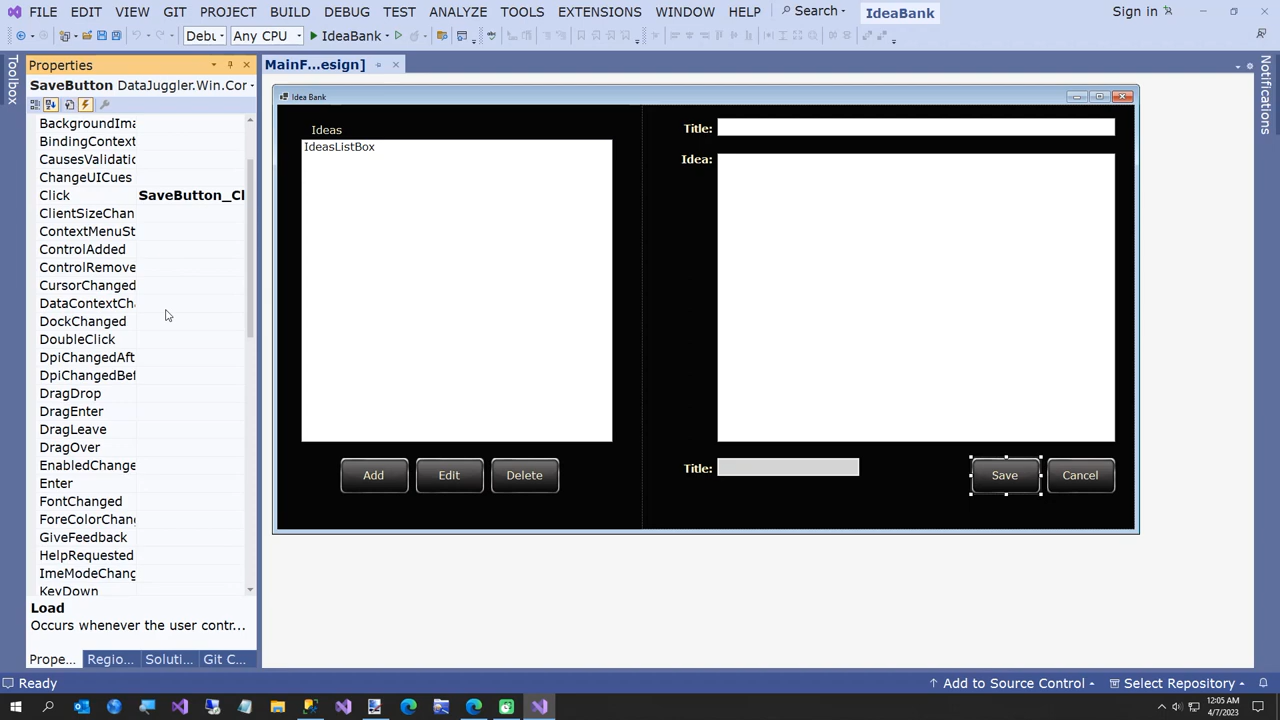 FILE EDIT VIEW GIT PROJECT BUILD DEBUG TEST ANALYZE TOOLS EXTENSIONS WINDOW HELP Search IdeaBank Sign in
Debu Any CPU IdeaBank
Toolbox
Properties
SaveButton DataJuggler.Win.Cor
BackgroundIma
BindingContext
CausesValidatic
ChangeUICues
Click SaveButton_Cl
ClientSizeChan
ContextMenuSt
ControlAdded
ControlRemove
CursorChanged
DataContextCh
DockChanged
DoubleClick
DpiChangedAft
DpiChangedBef
DragDrop
DragEnter
DragLeave
DragOver
EnabledChange
Enter
FontChanged
ForeColorChang
GiveFeedback
HelpRequested
ImeModeChang
KeyDown
Load
Occurs whenever the user contr...
Prope... Regio... Soluti... Git C...
MainF...esign]
Idea Bank
Ideas
IdeasListBox
Add Edit Delete
Title:
Idea:
Title:
Save Cancel
Notifications
Ready Add to Source Control Select Repository
12:05 AM
4/7/2023